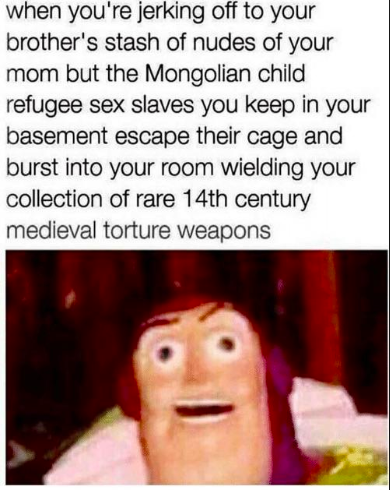 when you're jerking off to your
brother's stash of nudes of your
mom but the Mongolian child
refugee sex slaves you keep in your
basement escape their cage and
burst into your room wielding your
collection of rare 14th century
medieval torture weapons